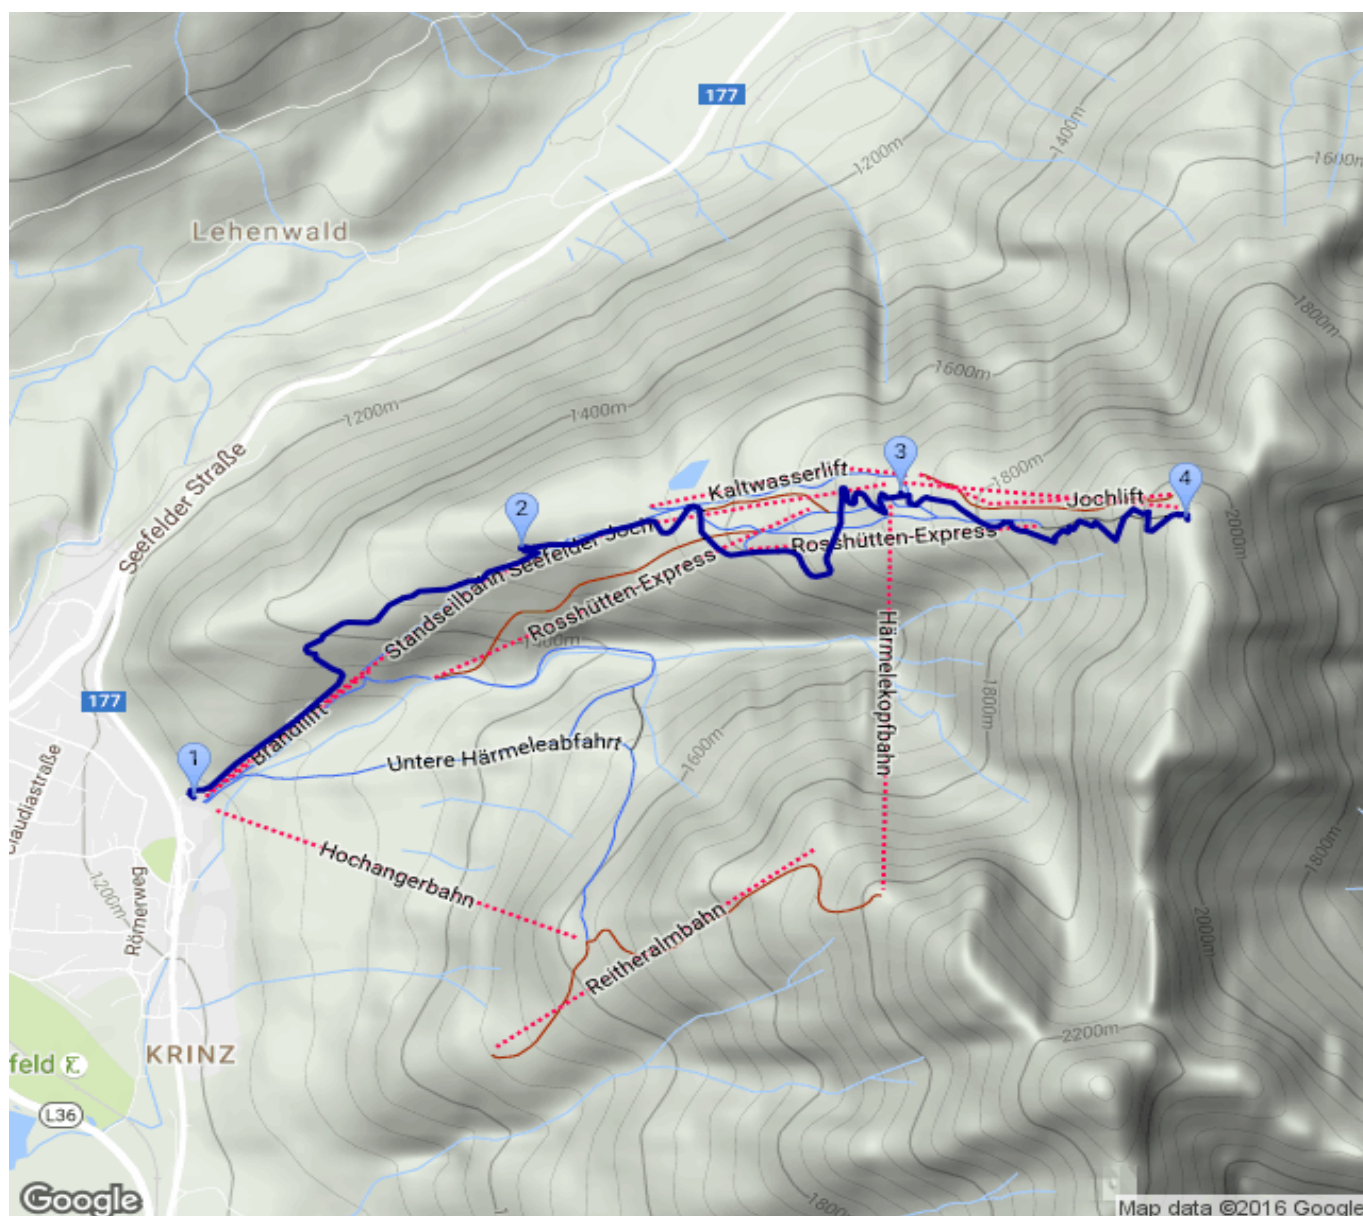 177
1400m
1200m
1600m
Lehenwald
1800m
1600m
1200m
1400m
Seefelder Straße
3
1800m
Kaltwasserlift
4
Jochlift
2
2000m
Standseilbahn Seefelder Joch
Rosshütten-Express
Rosshütten-Express
1400m
Härmelekopfbahn
1800m
177
Brandlift
1
Untere Härmeleabfahrt
1600m
Claudiastraße
1800m
Hochangerbahn
1200m
Römerweg
Reitheralmbahn
2000m
2200m
KRINZ
feld
L36
1800m
Google
Map data ©2016 Google